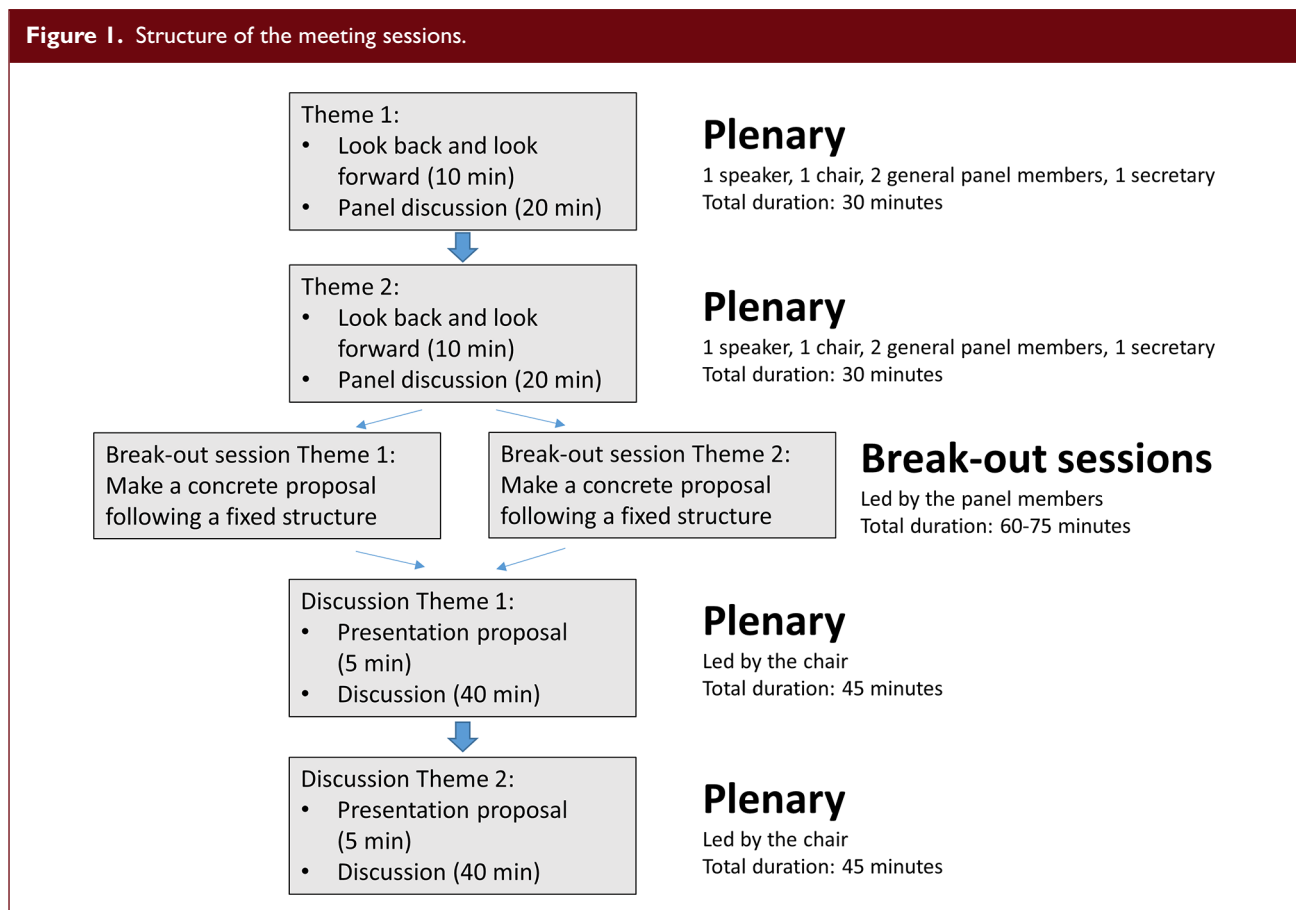 Figure 1. Structure of the meeting sessions.
Theme 1:
• Look back and look
forward (10 min)
• Panel discussion (20 min)
Plenary
1 speaker, 1 chair, 2 general panel members, 1 secretary
Total duration: 30 minutes
Theme 2:
• Look back and look
forward (10 min)
• Panel discussion (20 min)
Plenary
1 speaker, 1 chair, 2 general panel members, 1 secretary
Total duration: 30 minutes
Break-out session Theme 1:
Make a concrete proposal
following a fixed structure
Break-out session Theme 2:
Make a concrete proposal
following a fixed structure
Break-out sessions
Led by the panel members
Total duration: 60-75 minutes
Discussion Theme 1:
• Presentation proposal
(5 min)
• Discussion (40 min)
Plenary
Led by the chair
Total duration: 45 minutes
Discussion Theme 2:
• Presentation proposal
(5 min)
• Discussion (40 min)
Plenary
Led by the chair
Total duration: 45 minutes